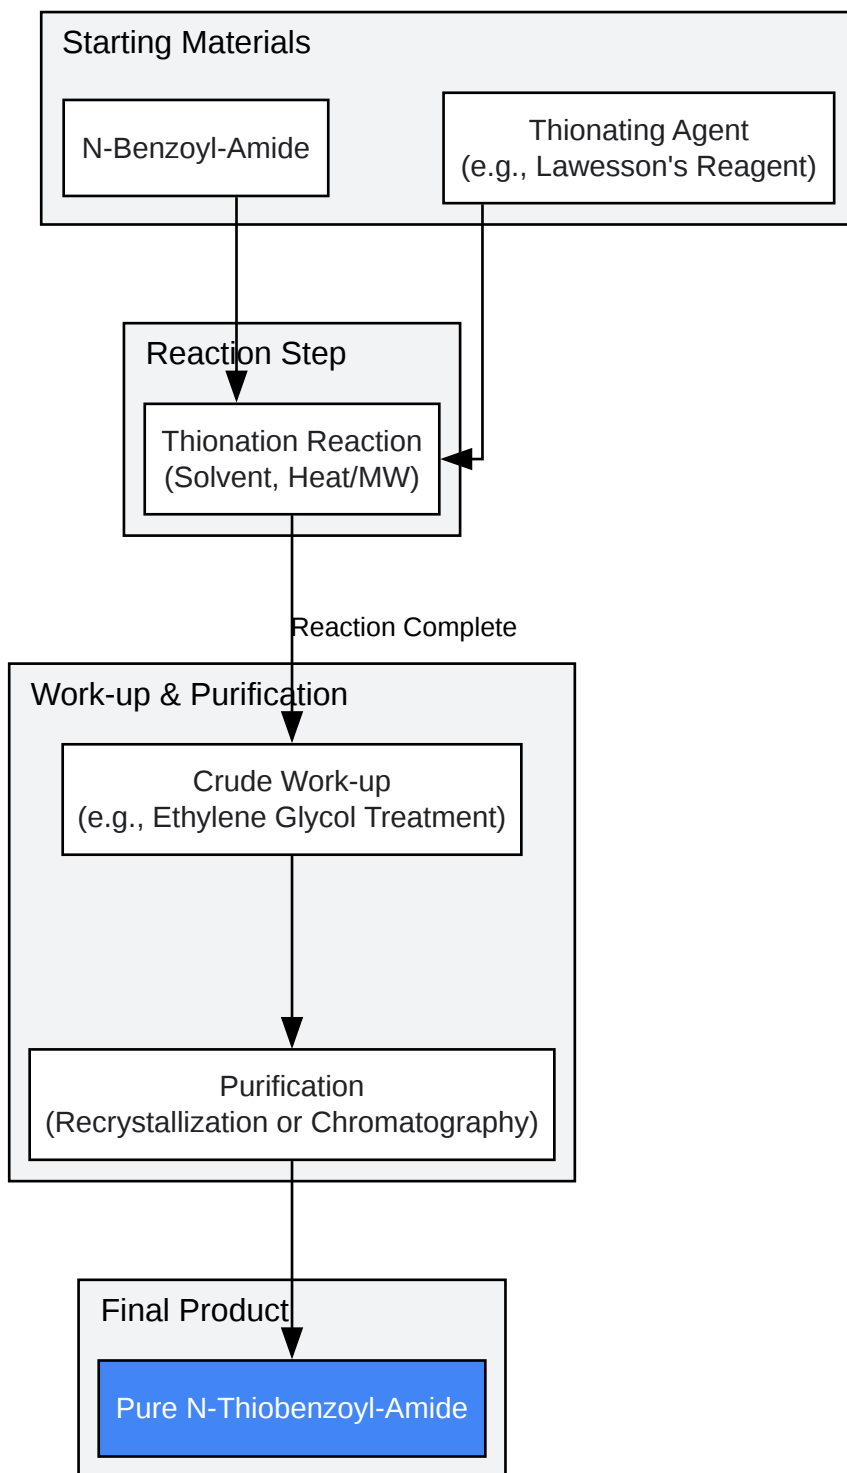 Starting Materials
N-Benzoyl-Amide
Thionating Agent
(e.g., Lawesson's Reagent)
Reaction Step
Thionation Reaction
(Solvent, Heat/MW)
Reaction Complete
Work-up & Purification
Crude Work-up
(e.g., Ethylene Glycol Treatment)
Purification
(Recrystallization or Chromatography)
Final Product
Pure N-Thiobenzoyl-Amide